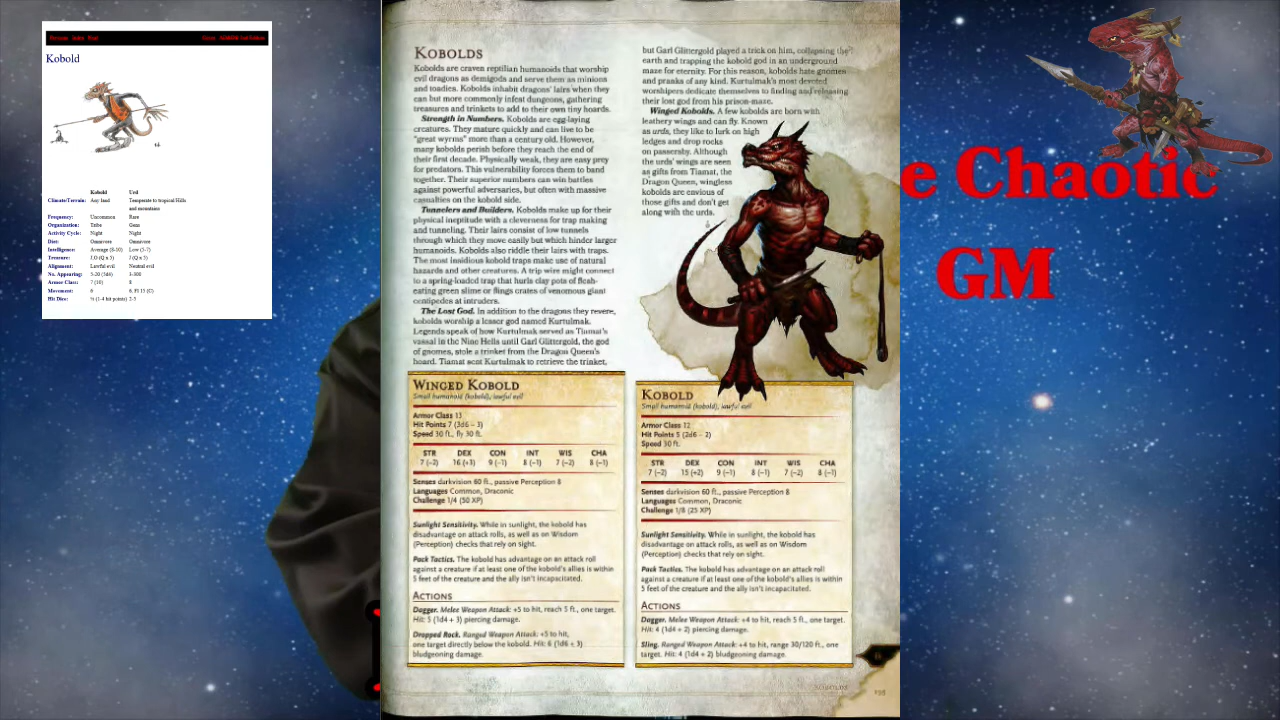 Kobold
Kobold Urd
Climate/Terrain: Any land Temperate to tropical/Hills
and mountains
Frequency: Uncommon Rare
Organization: Tribe Gens
Activity Cycle: Night Night
Diet: Omnivore Omnivore
Intelligence: Average (8-10) Low (5-7)
Treasure: J,O (Q x 5) J (Q x 5)
Alignment: Lawful evil Neutral evil
No. Appearing: 5-20 (5d4)
Armor Class: 7 (10) 8
Movement: 6 6, Fl 15 (C)
Hit Dice: ½ (1-4 hit points)
KOBOLDS
Kobolds are craven reptilian humanoids that worship
evil dragons as demigods and serve them as minions
and toadies. Kobolds inhabit dragons' lairs when they
can but more commonly infest dungeons, gathering
treasures and trinkets to add to their own tiny hoards.
Strength in Numbers. Kobolds are egg-laying
creatures. They mature quickly and can live to be
"great wyrms" more than a century old. However,
many kobolds perish before they reach the end of
their first decade. Physically weak, they are easy prey
for predators. This vulnerability forces them to band
together. Their superior numbers can win battles
against powerful adversaries, but often with massive
casualties on the kobold side.
Tunnelers and Builders. Kobolds make up for their
physical ineptitude with a cleverness for trap making
and tunneling. Their lairs consist of low tunnels
through which they move easily but which hinder larger
humanoids. Kobolds also riddle their lairs with traps.
The most insidious kobold traps make use of natural
hazards and other creatures. A trip wire might connect
to a spring-loaded trap that hurls clay pots of flesh-
eating green slime or flings crates of venomous giant
centipedes at intruders.
The Lost God. In addition to the dragons they revere,
kobolds worship a lesser god named Kurtulmak.
Legends speak of how Kurtulmak served as Tiamat's
vassal in the Nine Hells until Garl Glittergold, the god
of gnomes, stole a trinket from the Dragon Queen's
hoard. Tiamat sent Kurtulmak to retrieve the trinket,
but Garl Glittergold played a trick on him, collapsing the
earth and trapping the kobold god in an underground
maze for eternity. For this reason, kobolds hate gnomes
and pranks of any kind. Kurtulmak's most devoted
worshipers dedicate themselves to finding and releasing
their lost god from his prison-maze.
Winged Kobolds. A few kobolds are born with
leathery wings and can fly. Known
as urds, they like to lurk on high
ledges and drop rocks
on passersby. Although
the urds' wings are seen
as gifts from Tiamat, the
Dragon Queen, wingless
kobolds are envious of
those gifts and don't get
along with the urds.
WINGED KOBOLD
Small humanoid (kobold), lawful evil
Armor Class 13
Hit Points 7 (3d6 – 3)
Speed 30 ft., fly 30 ft.
STR DEX CON INT WIS CHA
7 (–2) 16 (+3) 9 (–1) 8 (–1) 7 (–2) 8 (–1)
Senses darkvision 60 ft., passive Perception 8
Languages Common, Draconic
Challenge 1/4 (50 XP)
Sunlight Sensitivity. While in sunlight, the kobold has
disadvantage on attack rolls, as well as on Wisdom
(Perception) checks that rely on sight.
Pack Tactics. The kobold has advantage on an attack roll
against a creature if at least one of the kobold's allies is within
5 feet of the creature and the ally isn't incapacitated.
ACTIONS
Dagger. Melee Weapon Attack: +5 to hit, reach 5 ft., one target.
Hit: 5 (1d4 + 3) piercing damage.
Dropped Rock. Ranged Weapon Attack: +5 to hit,
one target directly below the kobold. Hit: 6 (1d6 + 3)
bludgeoning damage.
KOBOLD
Small humanoid (kobold), lawful evil
Armor Class 12
Hit Points 5 (2d6 – 2)
Speed 30 ft.
STR DEX CON INT WIS CHA
7 (–2) 15 (+2) 9 (–1) 8 (–1) 7 (–2) 8 (–1)
Senses darkvision 60 ft., passive Perception 8
Languages Common, Draconic
Challenge 1/8 (25 XP)
Sunlight Sensitivity. While in sunlight, the kobold has
disadvantage on attack rolls, as well as on Wisdom
(Perception) checks that rely on sight.
Pack Tactics. The kobold has advantage on an attack roll
against a creature if at least one of the kobold's allies is within
5 feet of the creature and the ally isn't incapacitated.
ACTIONS
Dagger. Melee Weapon Attack: +4 to hit, reach 5 ft., one target.
Hit: 4 (1d4 + 2) piercing damage.
Sling. Ranged Weapon Attack: +4 to hit, range 30/120 ft., one
target. Hit: 4 (1d4 + 2) bludgeoning damage.
KOBOLDS
195
e Chaotic
GM